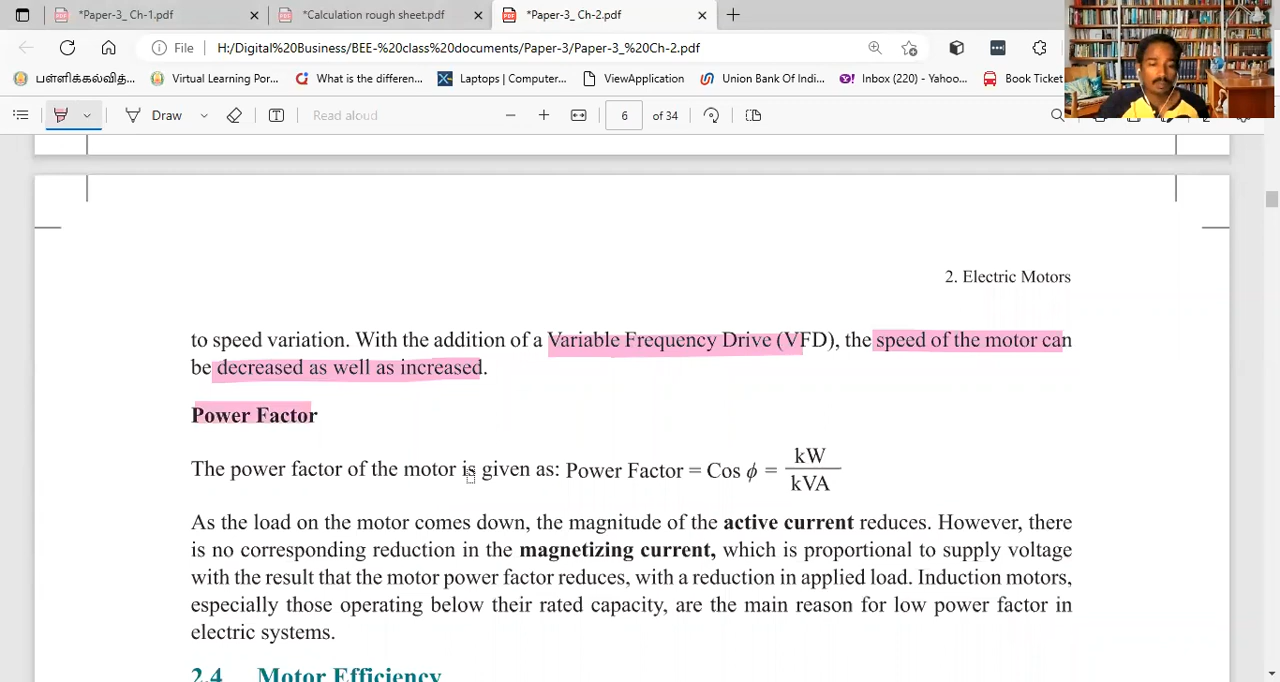 *Paper-3_ Ch-1.pdf
*Calculation rough sheet.pdf
*Paper-3_ Ch-2.pdf
File
H:/Digital%20Business/BEE-%20class%20documents/Paper-3/Paper-3_%20Ch-2.pdf
பள்ளிக்கல்வித்...
Virtual Learning Por...
What is the differen...
Laptops | Computer...
ViewApplication
Union Bank Of Indi...
Inbox (220) - Yahoo...
Book Ticket
Draw
Read aloud
6
of 34
2. Electric Motors
to speed variation. With the addition of a Variable Frequency Drive (VFD), the speed of the motor can
be decreased as well as increased.
Power Factor
The power factor of the motor is given as: Power Factor = Cos ϕ = kW
kVA
As the load on the motor comes down, the magnitude of the active current reduces. However, there
is no corresponding reduction in the magnetizing current, which is proportional to supply voltage
with the result that the motor power factor reduces, with a reduction in applied load. Induction motors,
especially those operating below their rated capacity, are the main reason for low power factor in
electric systems.
2.4 Motor Efficiency